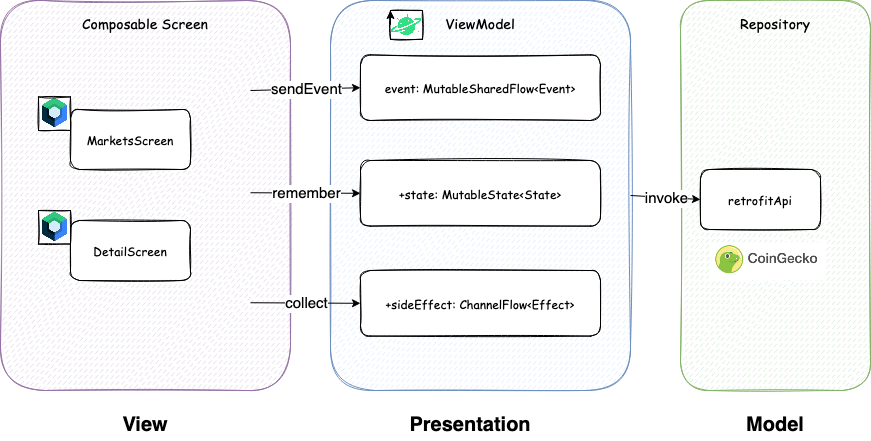 Composable Screen
ViewModel
Repository
sendEvent
event: MutableSharedFlow<Event>
MarketsScreen
remember
+state: MutableState<State>
invoke
retrofitApi
DetailScreen
CoinGecko
collect
+sideEffect: ChannelFlow<Effect>
View
Presentation
Model